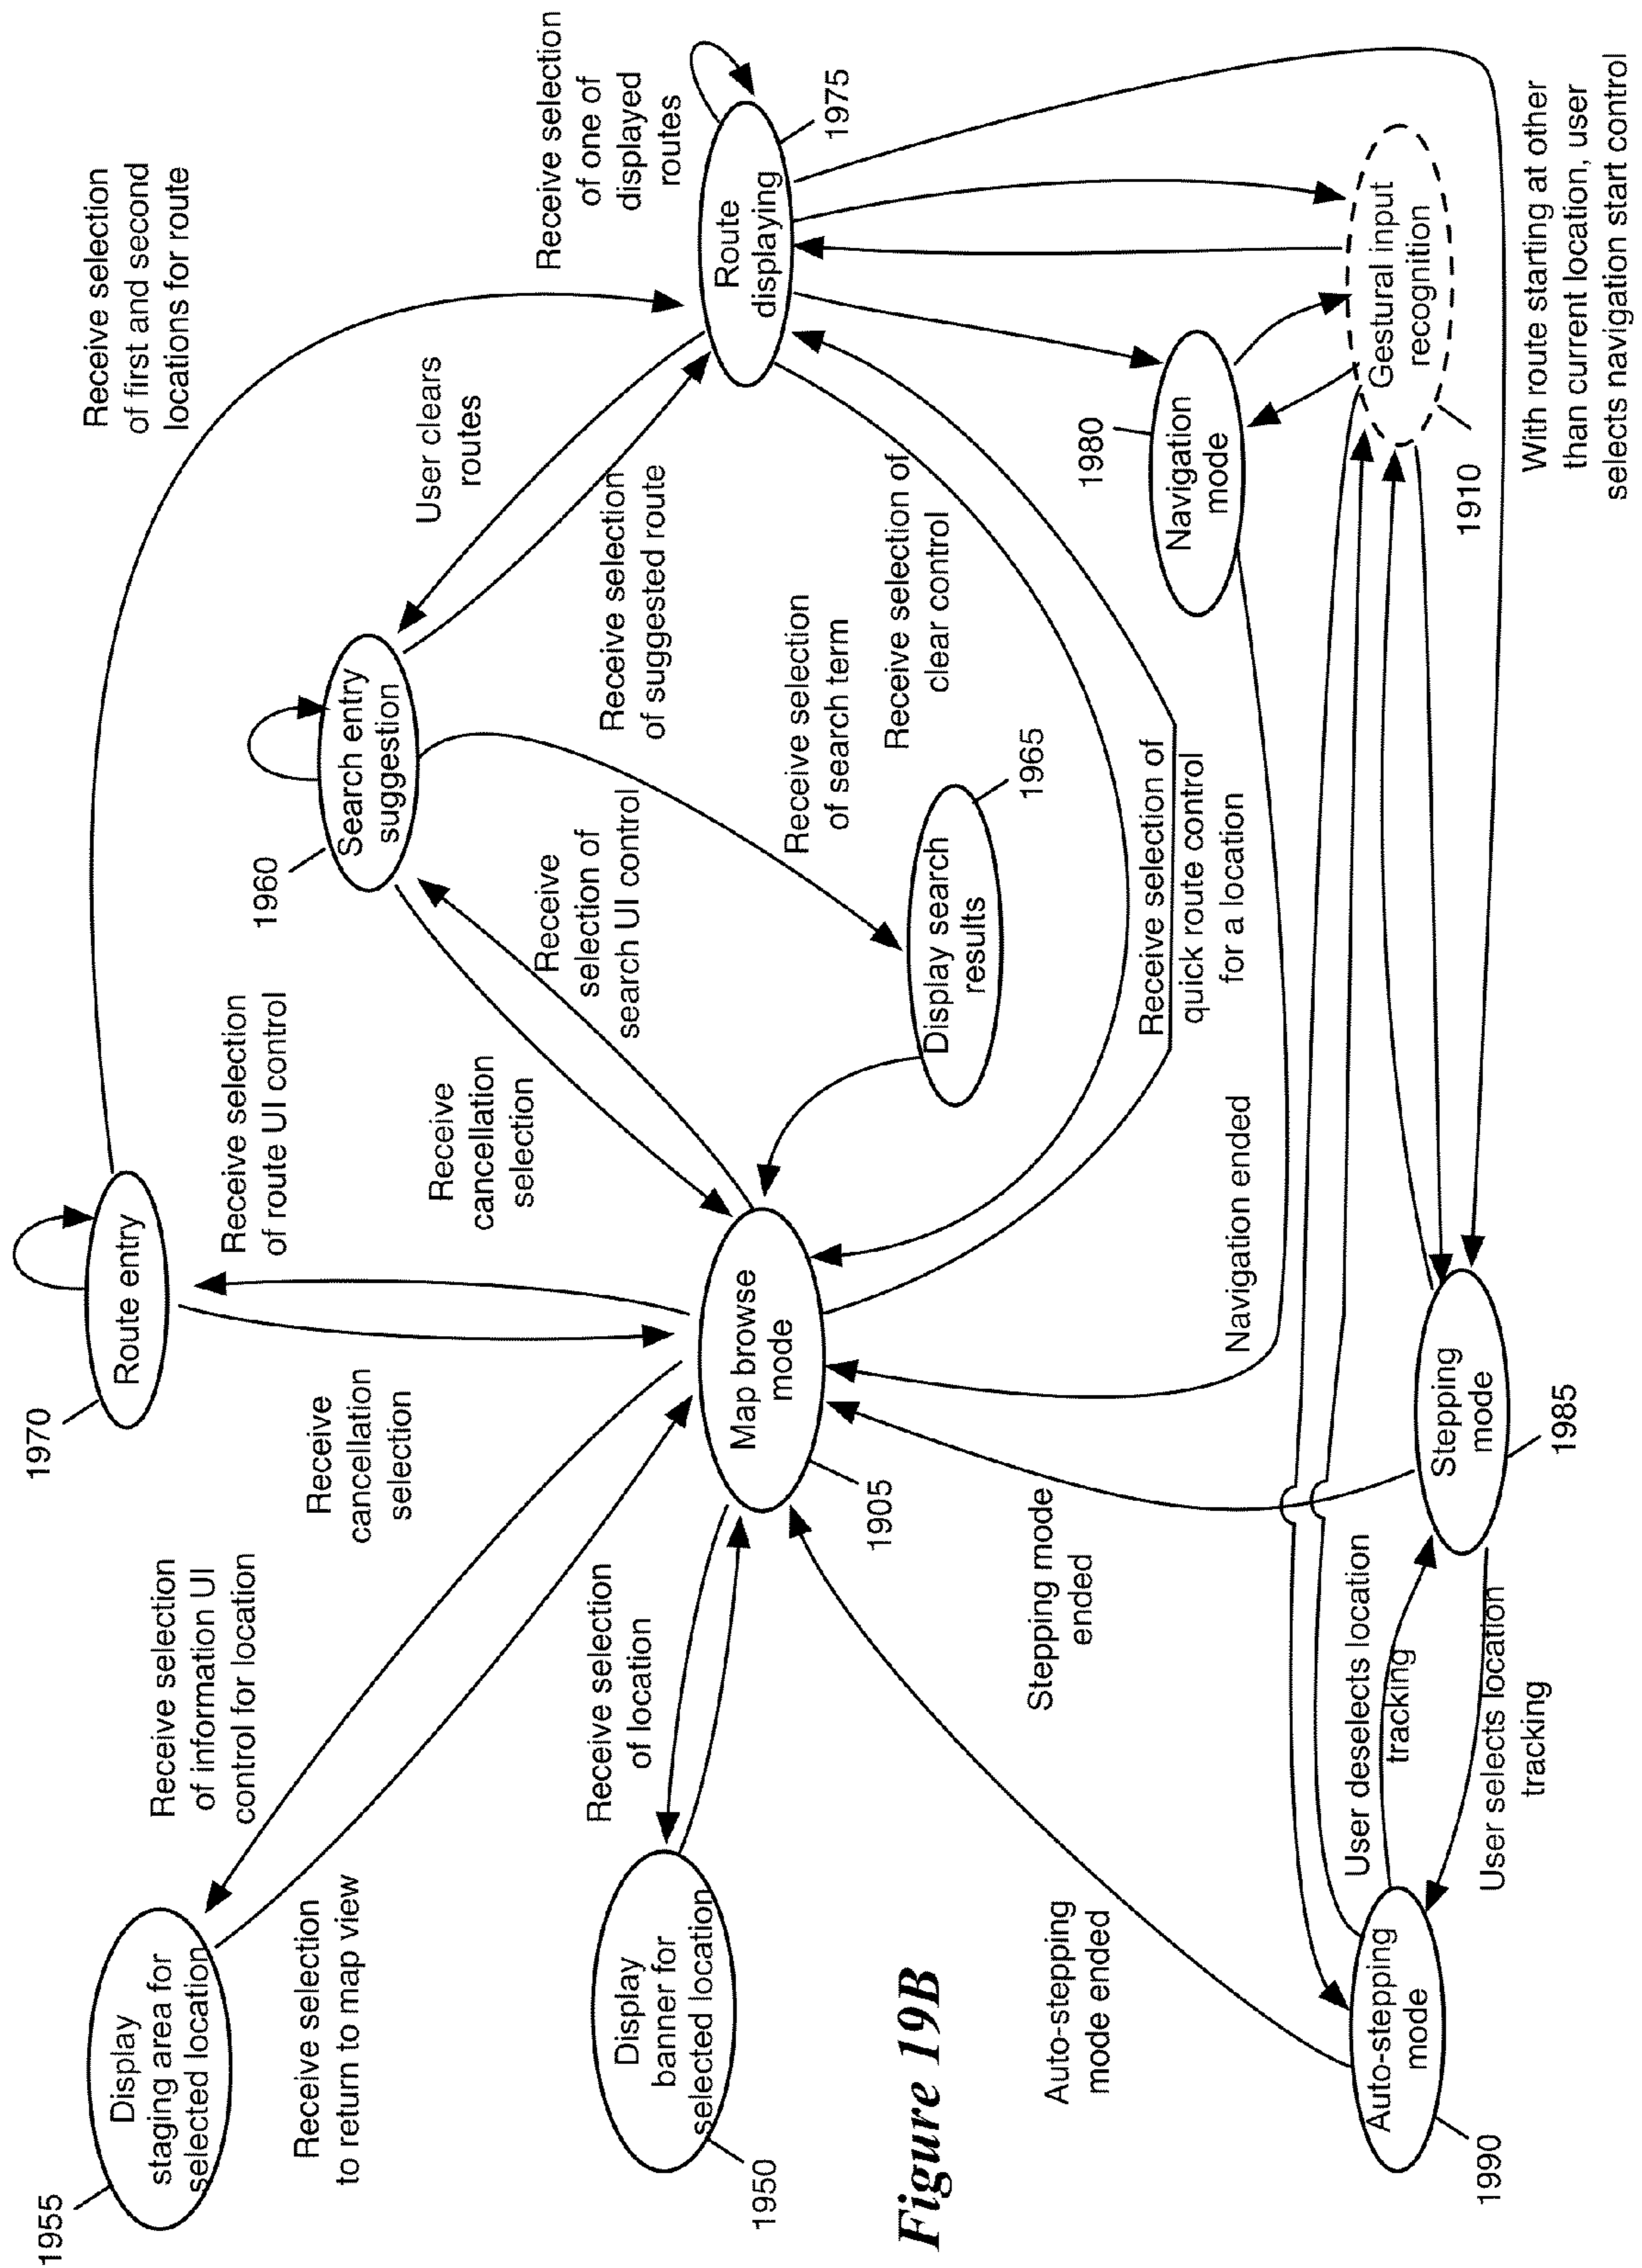 1955
Display
staging area for
selected location
Receive selection
of information UI
control for location
Receive selection
to return to map view
1970
Route entry
Receive
cancellation
selection
Receive selection
of route UI control
Receive selection
of first and second
locations for route
1960
Search entry
suggestion
Receive
cancellation
selection
Receive
selection of
search UI control
User clears
routes
Receive selection
of suggested route
Receive selection
of one of
displayed
routes
Route
displaying
1975
1950
Display
banner for
selected location
Receive selection
of location
Map browse
mode
1905
Receive selection
of search term
Display search
results
1965
Receive selection of
clear control
Receive selection of
quick route control
for a location
Auto-stepping
mode ended
Stepping mode
ended
Navigation ended
Navigation
mode
1980
Gestural input
recognition
1910
1990
Auto-stepping
mode
User deselects location
tracking
User selects location
tracking
Stepping
mode
1985
With route starting at other
than current location, user
selects navigation start control
Figure 19B